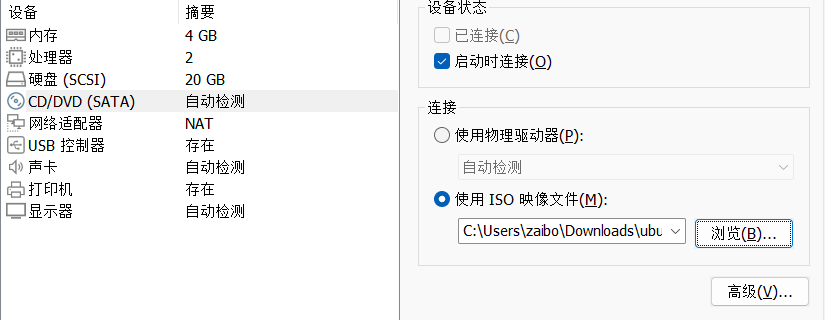 设备 摘要
内存 4 GB
处理器 2
硬盘 (SCSI) 20 GB
CD/DVD (SATA) 自动检测
网络适配器 NAT
USB 控制器 存在
声卡 自动检测
打印机 存在
显示器 自动检测
设备状态
已连接(C)
启动时连接(O)
连接
使用物理驱动器(P):
自动检测
使用 ISO 映像文件(M):
C:\Users\zaibo\Downloads\ubu
浏览(B)...
高级(V)...